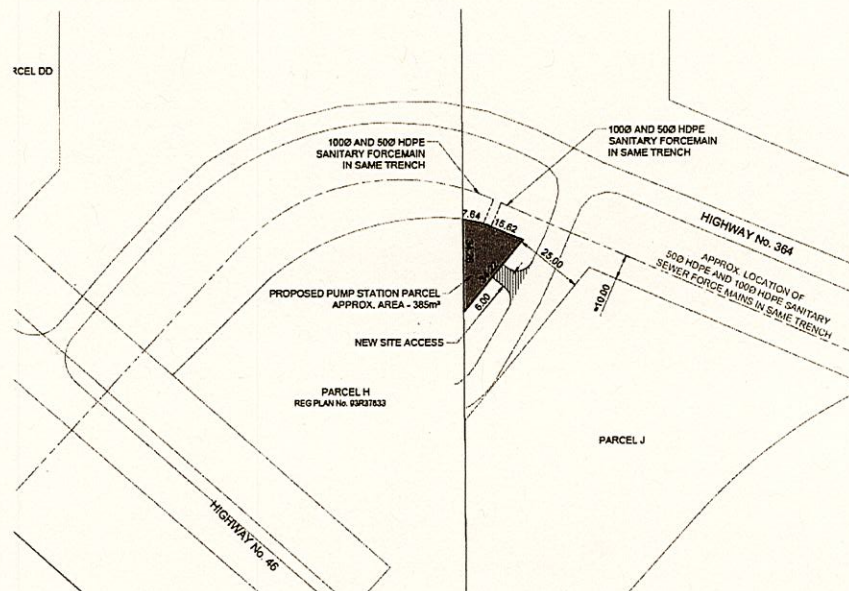 RCEL DD
100Ø AND 50Ø HDPE
SANITARY FORCEMAIN
IN SAME TRENCH
100Ø AND 50Ø HDPE
SANITARY FORCEMAIN
IN SAME TRENCH
7.64
15.62
HIGHWAY No. 364
25.00
APPROX. LOCATION OF
50Ø HDPE AND 100Ø HDPE SANITARY
SEWER FORCE MAINS IN SAME TRENCH
≈10.00
PROPOSED PUMP STATION PARCEL
APPROX. AREA - 385m²
6.00
NEW SITE ACCESS
PARCEL H
REG PLAN No. 93R37633
PARCEL J
HIGHWAY No. 46